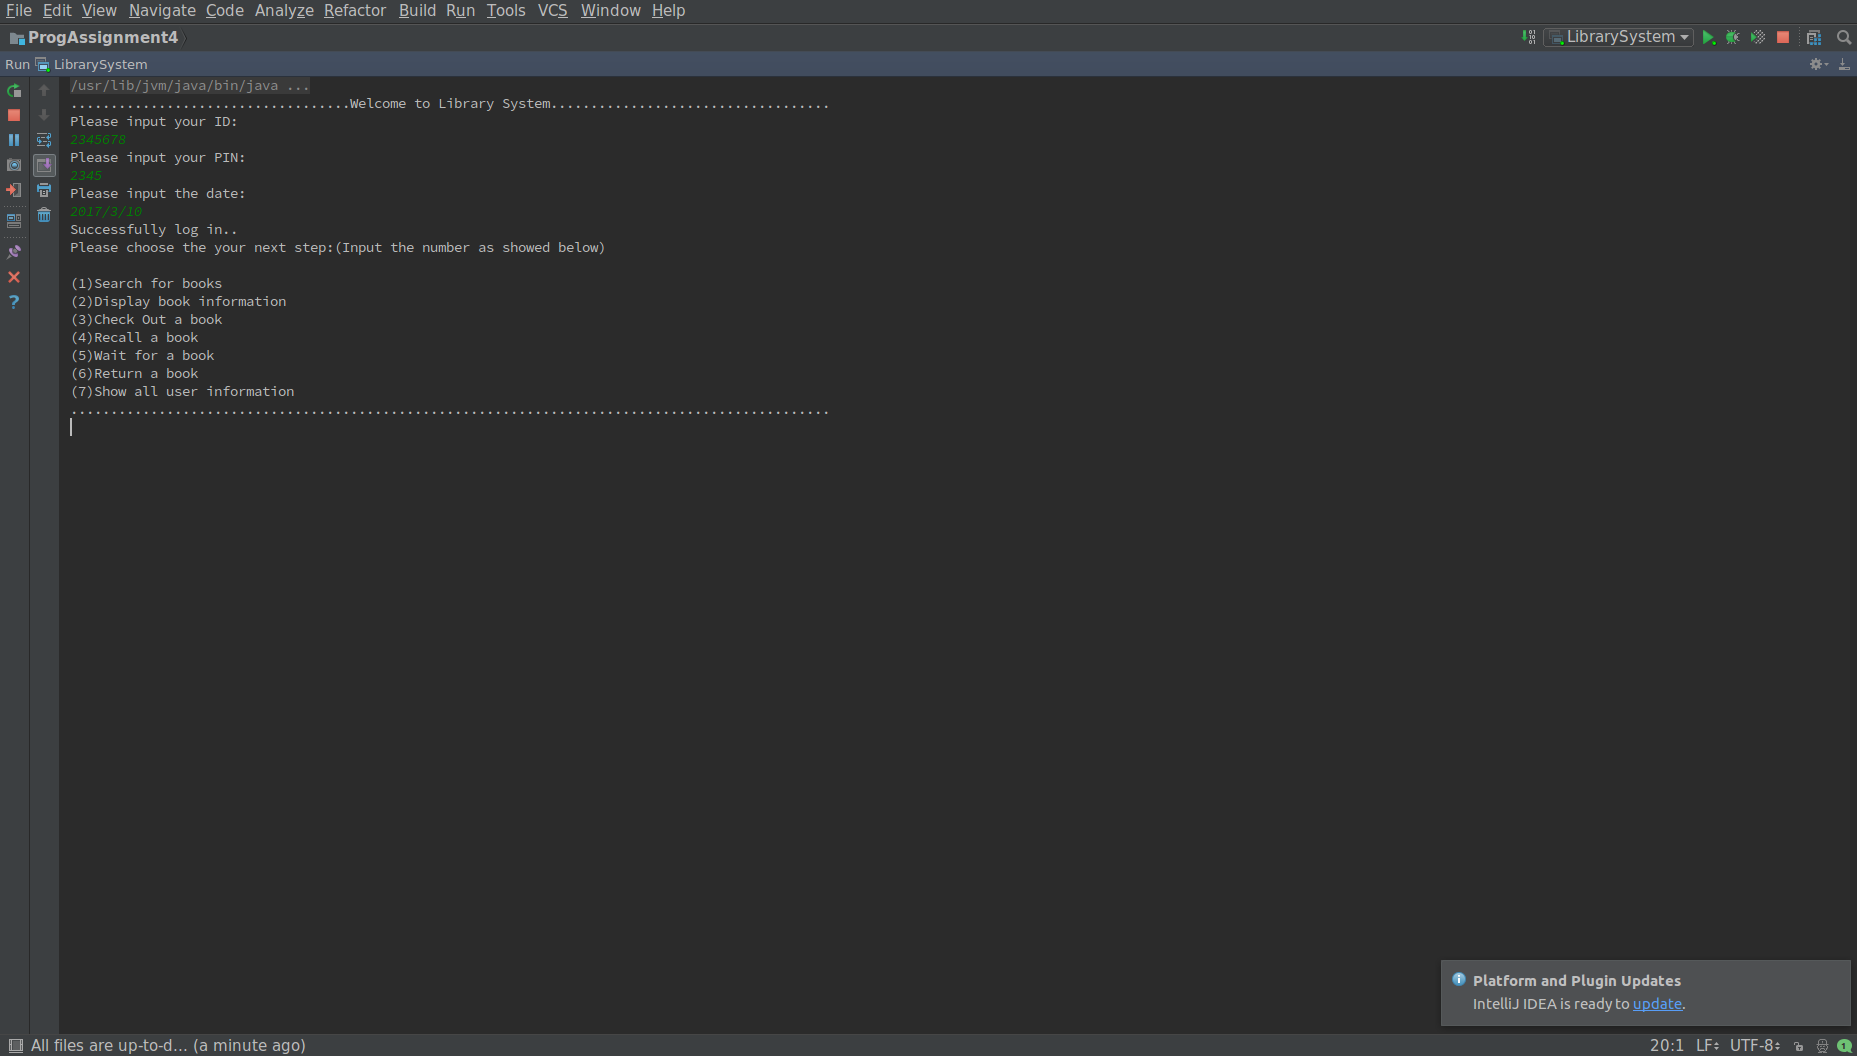 File Edit View Navigate Code Analyze Refactor Build Run Tools VCS Window Help
ProgAssignment4
LibrarySystem
Run LibrarySystem
/usr/lib/jvm/java/bin/java ...
...................................Welcome to Library System...................................
Please input your ID:
2345678
Please input your PIN:
2345
Please input the date:
2017/3/10
Successfully log in..
Please choose the your next step:(Input the number as showed below)
(1)Search for books
(2)Display book information
(3)Check Out a book
(4)Recall a book
(5)Wait for a book
(6)Return a book
(7)Show all user information
...............................................................................................
Platform and Plugin Updates
IntelliJ IDEA is ready to update.
All files are up-to-d... (a minute ago)
20:1 LF UTF-8 1